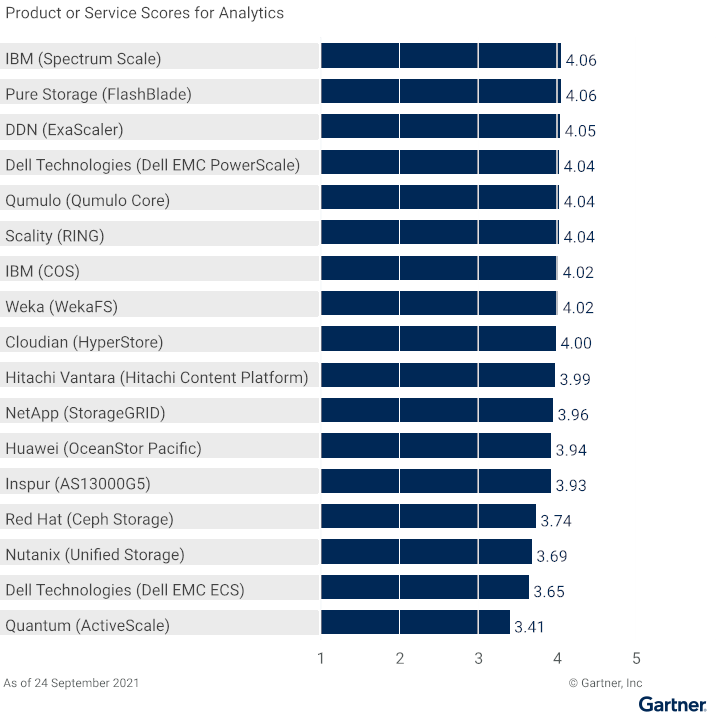 Product or Service Scores for Analytics
IBM (Spectrum Scale) 4.06
Pure Storage (FlashBlade) 4.06
DDN (ExaScaler) 4.05
Dell Technologies (Dell EMC PowerScale) 4.04
Qumulo (Qumulo Core) 4.04
Scality (RING) 4.04
IBM (COS) 4.02
Weka (WekaFS) 4.02
Cloudian (HyperStore) 4.00
Hitachi Vantara (Hitachi Content Platform) 3.99
NetApp (StorageGRID) 3.96
Huawei (OceanStor Pacific) 3.94
Inspur (AS13000G5) 3.93
Red Hat (Ceph Storage) 3.74
Nutanix (Unified Storage) 3.69
Dell Technologies (Dell EMC ECS) 3.65
Quantum (ActiveScale) 3.41
1 2 3 4 5
As of 24 September 2021 © Gartner, Inc
Gartner